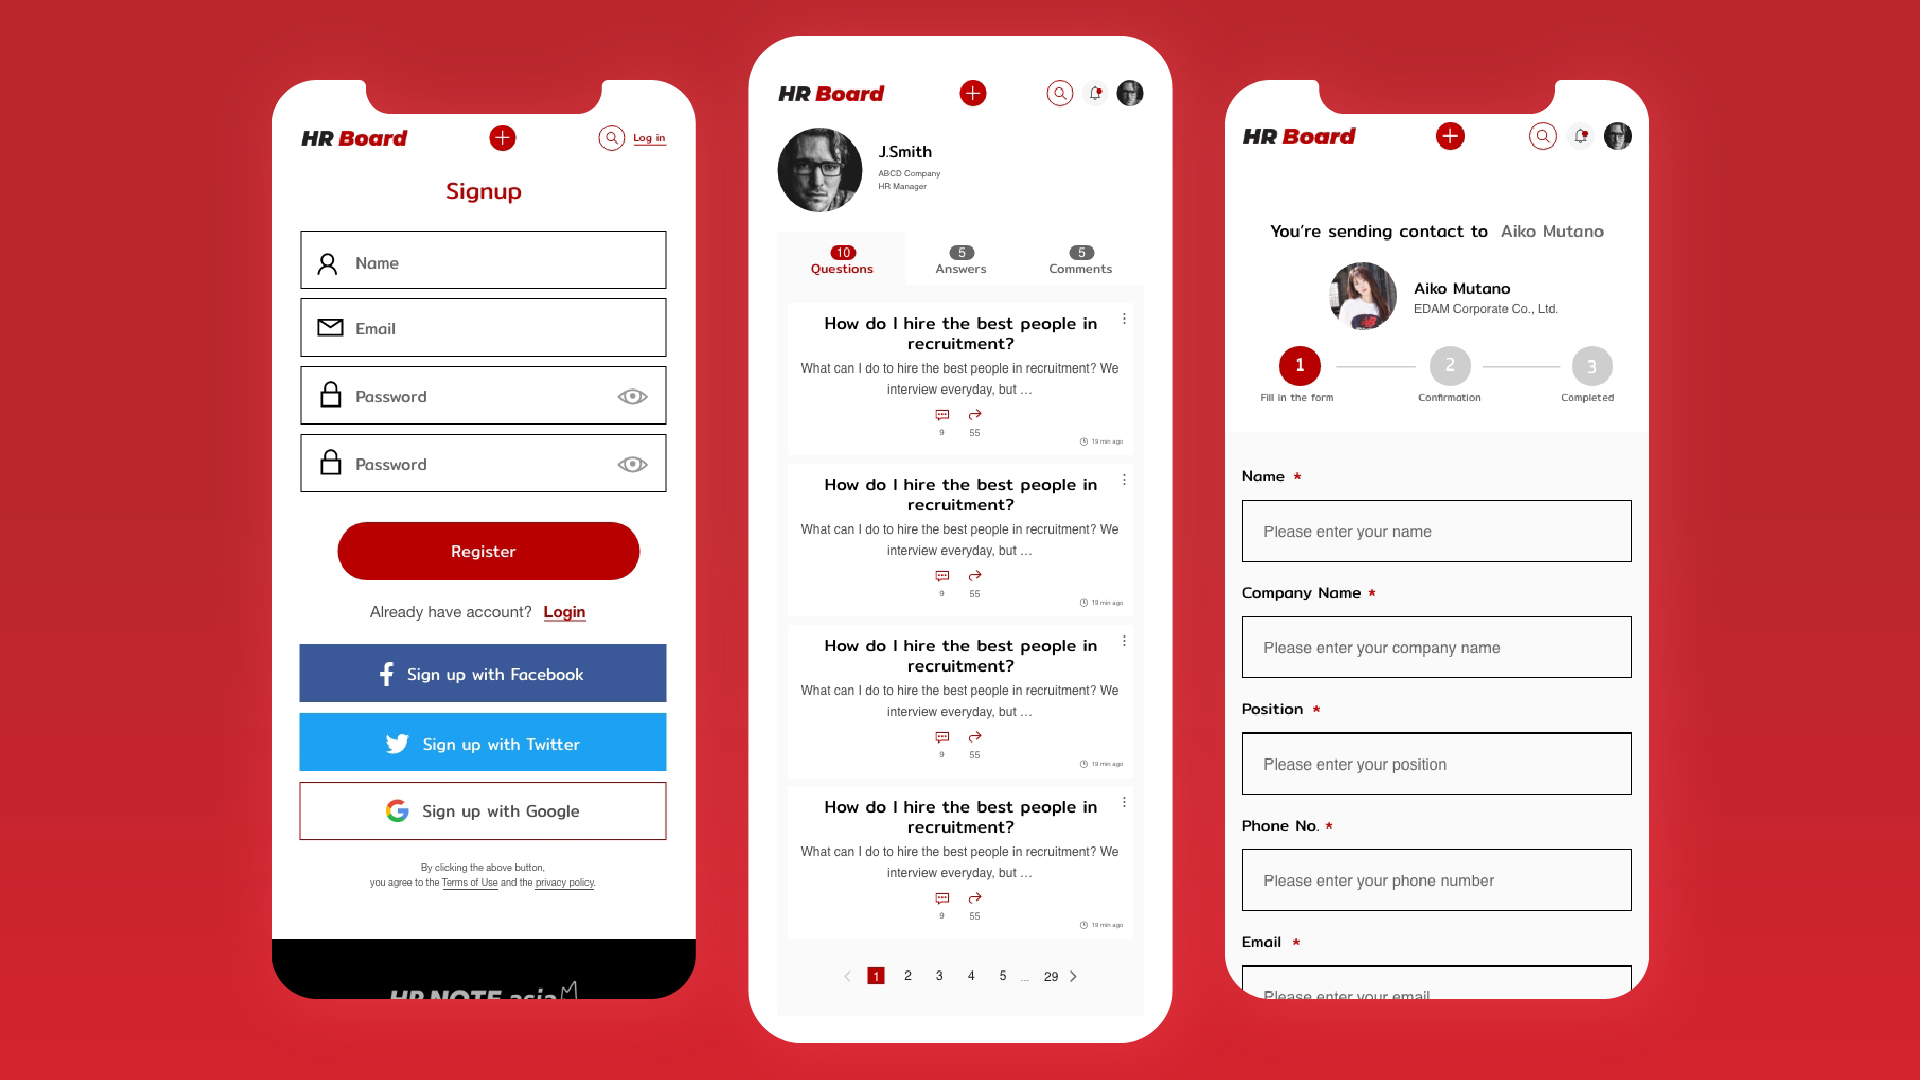 HR Board
Log in
Signup
Name
Email
Password
Password
Register
Already have account? Login
Sign up with Facebook
Sign up with Twitter
Sign up with Google
By clicking the above button,
you agree to the Terms of Use and the privacy policy.
HR NOTE asia
HR Board
J.Smith
ABCD Company
HR Manager
10
Questions
5
Answers
5
Comments
How do I hire the best people in
recruitment?
What can I do to hire the best people in recruitment? We
interview everyday, but ...
9 55
19 min ago
How do I hire the best people in
recruitment?
What can I do to hire the best people in recruitment? We
interview everyday, but ...
9 55
19 min ago
How do I hire the best people in
recruitment?
What can I do to hire the best people in recruitment? We
interview everyday, but ...
9 55
19 min ago
How do I hire the best people in
recruitment?
What can I do to hire the best people in recruitment? We
interview everyday, but ...
9 55
19 min ago
1 2 3 4 5 ... 29
HR Board
You're sending contact to Aiko Mutano
Aiko Mutano
EDAM Corporate Co., Ltd.
1 2 3
Fill in the form Confirmation Completed
Name *
Please enter your name
Company Name *
Please enter your company name
Position *
Please enter your position
Phone No. *
Please enter your phone number
Email *
Please enter your email